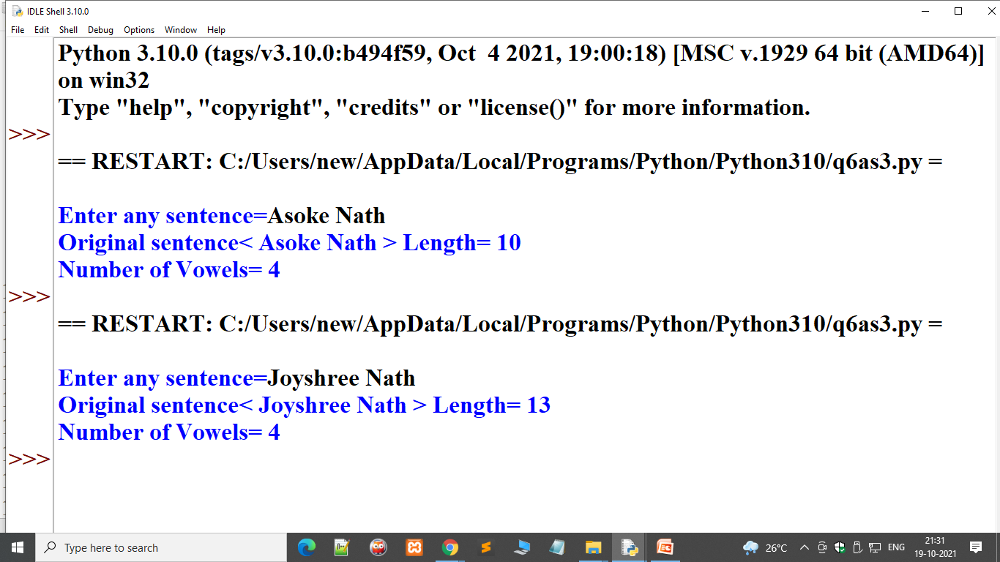 IDLE Shell 3.10.0
File Edit Shell Debug Options Window Help
Python 3.10.0 (tags/v3.10.0:b494f59, Oct  4 2021, 19:00:18) [MSC v.1929 64 bit (AMD64)]
on win32
Type "help", "copyright", "credits" or "license()" for more information.
>>>
== RESTART: C:/Users/new/AppData/Local/Programs/Python/Python310/q6as3.py =
Enter any sentence=Asoke Nath
Original sentence< Asoke Nath > Length= 10
Number of Vowels= 4
>>>
== RESTART: C:/Users/new/AppData/Local/Programs/Python/Python310/q6as3.py =
Enter any sentence=Joyshree Nath
Original sentence< Joyshree Nath > Length= 13
Number of Vowels= 4
>>>
Type here to search
26°C
ENG
21:31
19-10-2021